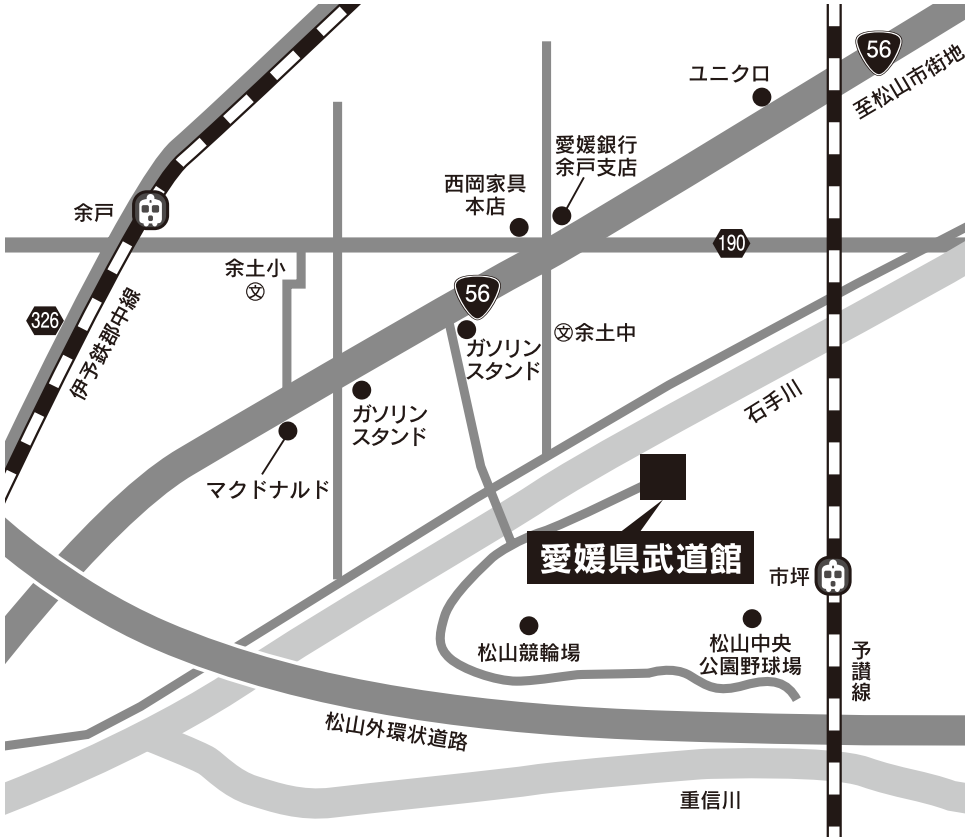 56
至松山市街地
ユニクロ
愛媛銀行
余戸支店
西岡家具
本店
余戸
190
余土小
文
56
326
伊予鉄郡中線
ガソリン
スタンド
文余土中
ガソリン
スタンド
石手川
マクドナルド
愛媛県武道館
市坪
松山競輪場
松山中央
公園野球場
予讃線
松山外環状道路
重信川